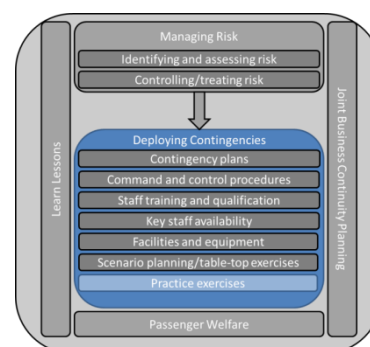 Managing Risk
Identifying and assessing risk
Controlling/treating risk
Learn Lessons
Joint Business Continuity Planning
Deploying Contingencies
Contingency plans
Command and control procedures
Staff training and qualification
Key staff availability
Facilities and equipment
Scenario planning/table-top exercises
Practice exercises
Passenger Welfare